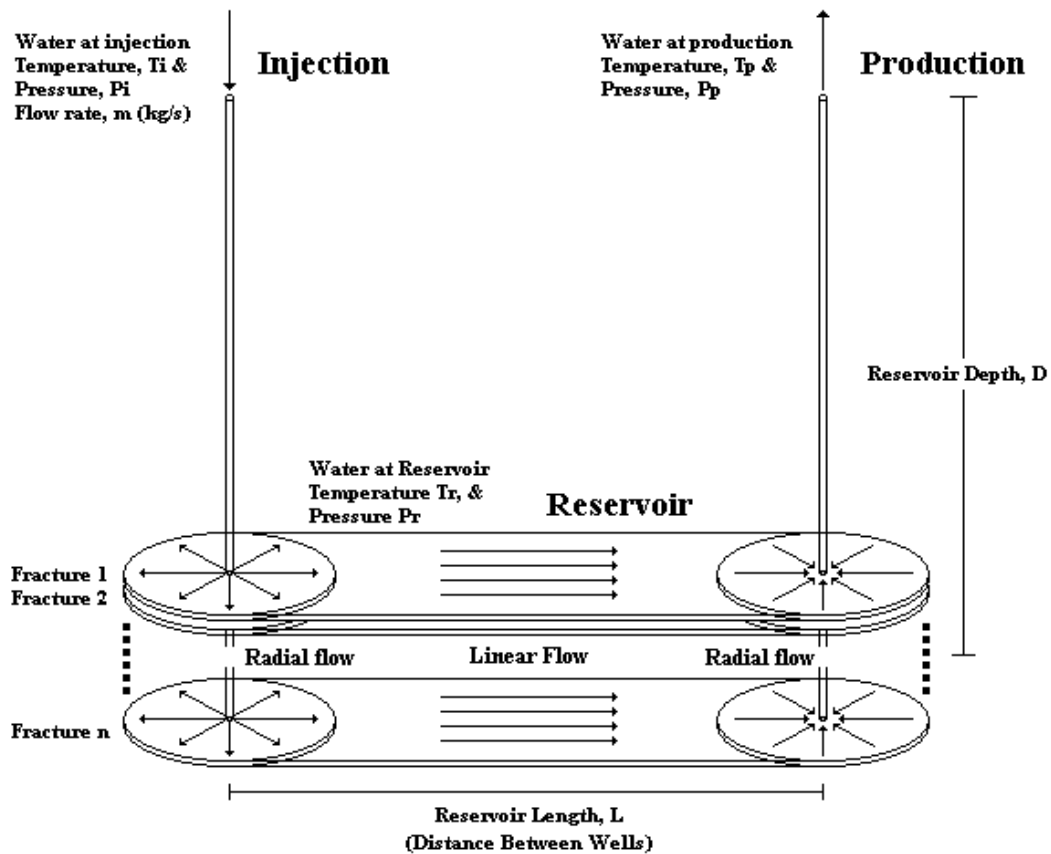 Water at injection
Temperature, Ti &
Pressure, Pi
Flow rate, m (kg/s)
Injection
Water at production
Temperature, Tp &
Pressure, Pp
Production
Reservoir Depth, D
Water at Reservoir
Temperature Tr, &
Pressure Pr
Reservoir
Fracture 1
Fracture 2
Radial flow
Linear Flow
Radial flow
Fracture n
Reservoir Length, L
(Distance Between Wells)